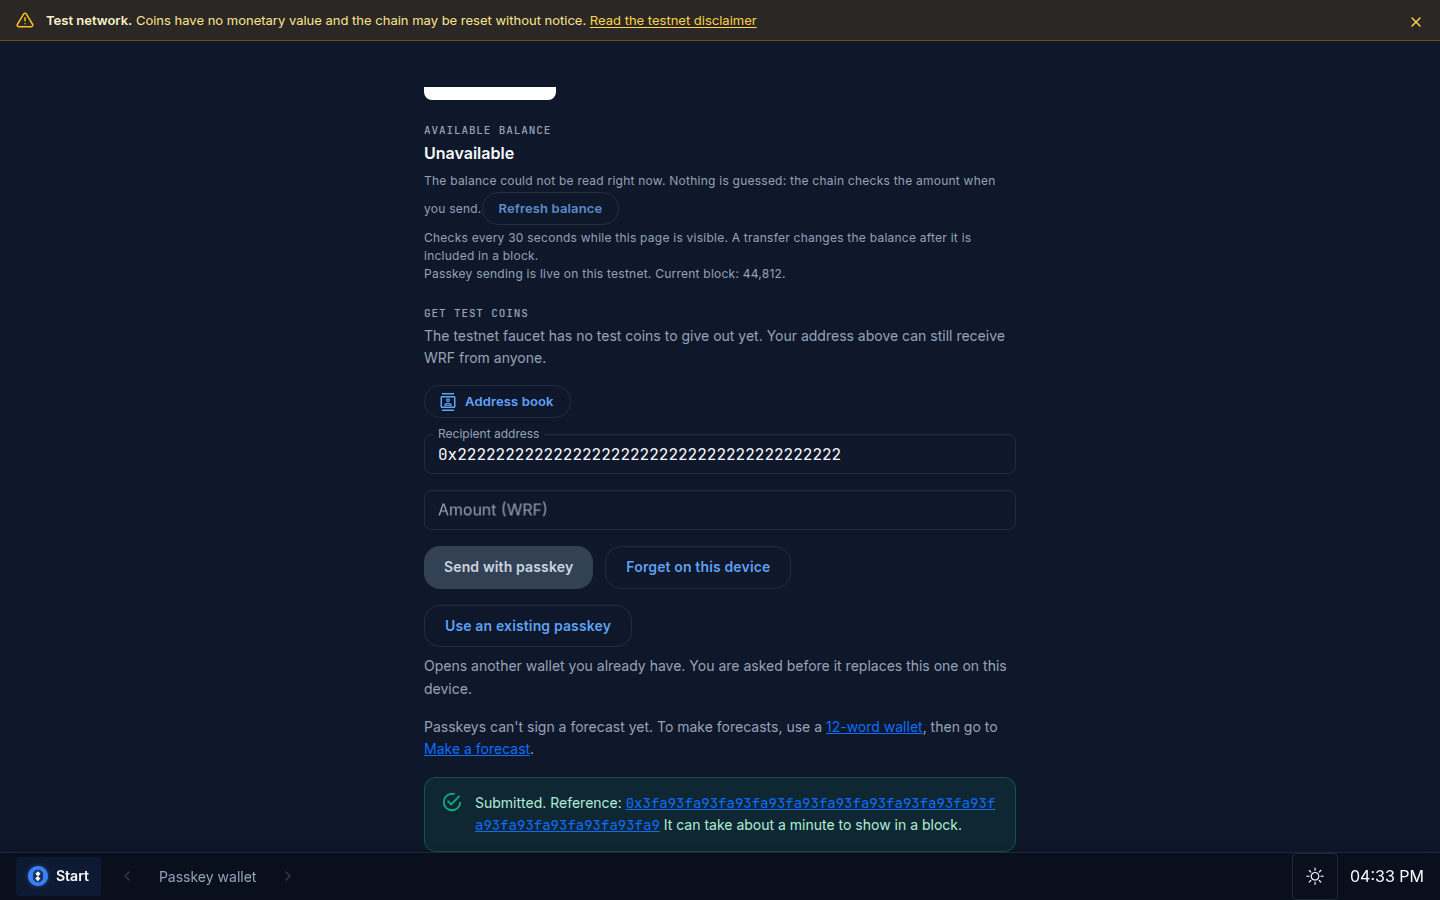 Test network. Coins have no monetary value and the chain may be reset without notice. Read the testnet disclaimer
AVAILABLE BALANCE
Unavailable
The balance could not be read right now. Nothing is guessed: the chain checks the amount when
you send. Refresh balance
Checks every 30 seconds while this page is visible. A transfer changes the balance after it is
included in a block.
Passkey sending is live on this testnet. Current block: 44,812.
GET TEST COINS
The testnet faucet has no test coins to give out yet. Your address above can still receive
WRF from anyone.
Address book
Recipient address
0x2222222222222222222222222222222222222222
Amount (WRF)
Send with passkey Forget on this device
Use an existing passkey
Opens another wallet you already have. You are asked before it replaces this one on this
device.
Passkeys can't sign a forecast yet. To make forecasts, use a 12-word wallet, then go to
Make a forecast.
Submitted. Reference: 0x3fa93fa93fa93fa93fa93fa93fa93fa93fa93fa93fa93f
a93fa93fa93fa93fa93fa9 It can take about a minute to show in a block.
Start Passkey wallet 04:33 PM